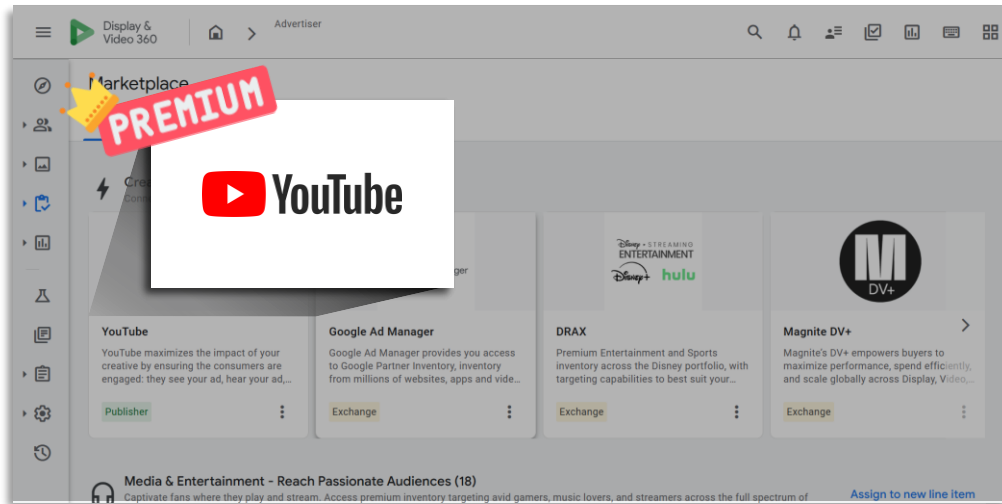 Display &
Video 360
Advertiser
Marketplace
PREMIUM
YouTube
Disney + STREAMING
ENTERTAINMENT
Disney+ hulu
M
DV+
YouTube
YouTube maximizes the impact of your
creative by ensuring the consumers are
engaged: they see your ad, hear your ad,...
Publisher
Google Ad Manager
Google Ad Manager provides you access
to Google Partner Inventory, inventory
from millions of websites, apps and vide...
Exchange
DRAX
Premium Entertainment and Sports
inventory across the Disney portfolio, with
targeting capabilities to best suit your...
Exchange
Magnite DV+
Magnite's DV+ empowers buyers to
maximize performance, spend efficiently,
and scale globally across Display, Video,...
Exchange
Media & Entertainment - Reach Passionate Audiences (18)
Captivate fans where they play and stream. Access premium inventory targeting avid gamers, music lovers, and streamers across the full spectrum of
Assign to new line item